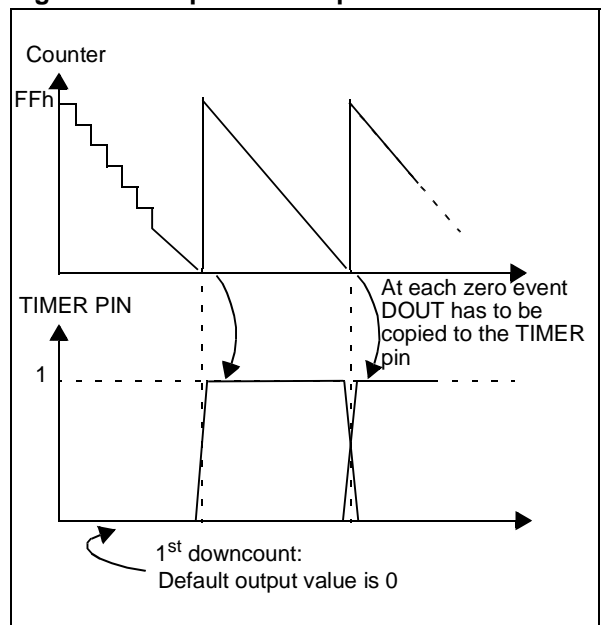 Counter
FFh
At each zero event
DOUT has to be
copied to the TIMER
pin
TIMER PIN
1
1st downcount:
Default output value is 0